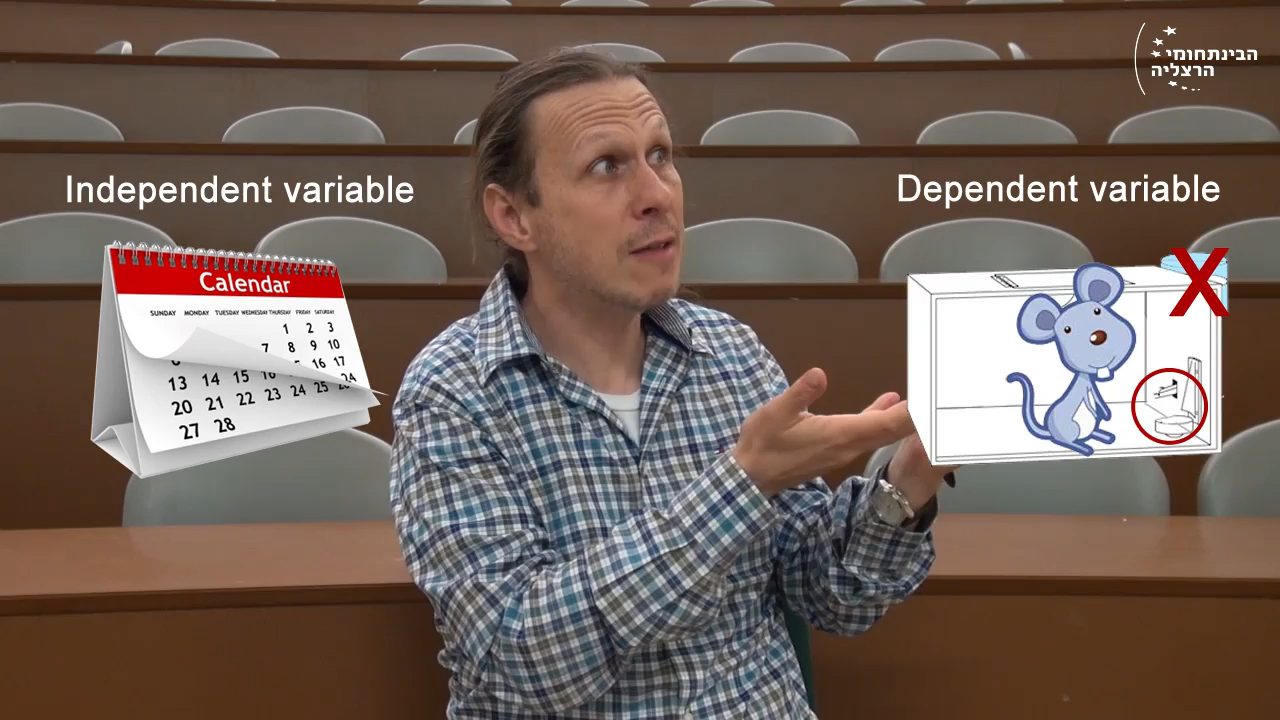 הבינתחומי
הרצליה
Independent variable
Dependent variable
Calendar
SUNDAY MONDAY TUESDAY WEDNESDAY THURSDAY FRIDAY SATURDAY
1 2 3
7 8 9 10
16 17
13 14 15 16
20 21 22 23 24 25 24
27 28
X